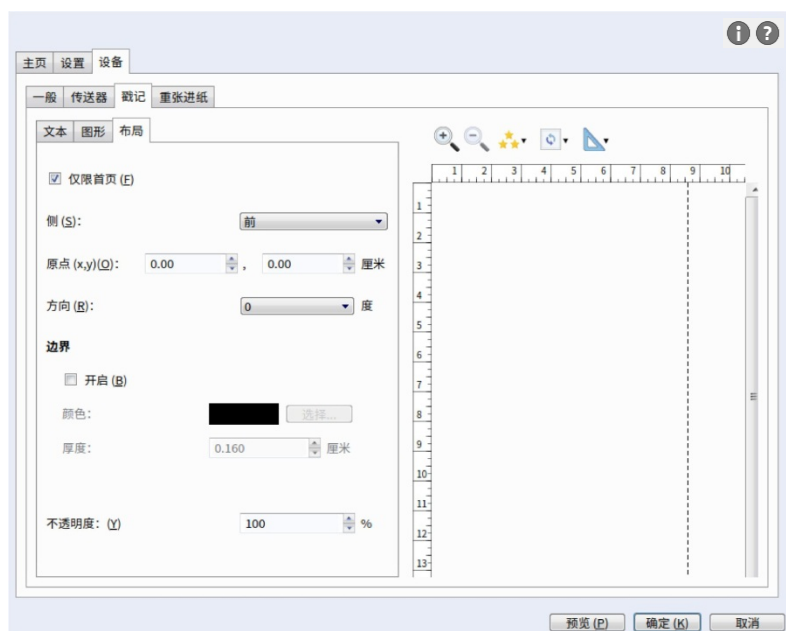 主页 设置 设备
一般 传送器 戳记 重张进纸
文本 图形 布局
仅限首页 (F)
侧 (S): 前
原点 (x,y)(O): 0.00 , 0.00 厘米
方向 (R): 0 度
边界
开启 (B)
颜色: 选择...
厚度: 0.160 厘米
不透明度: (Y) 100 %
1 2 3 4 5 6 7 8 9 10
1
2
3
4
5
6
7
8
9
10
11
12
13
预览 (P) 确定 (K) 取消